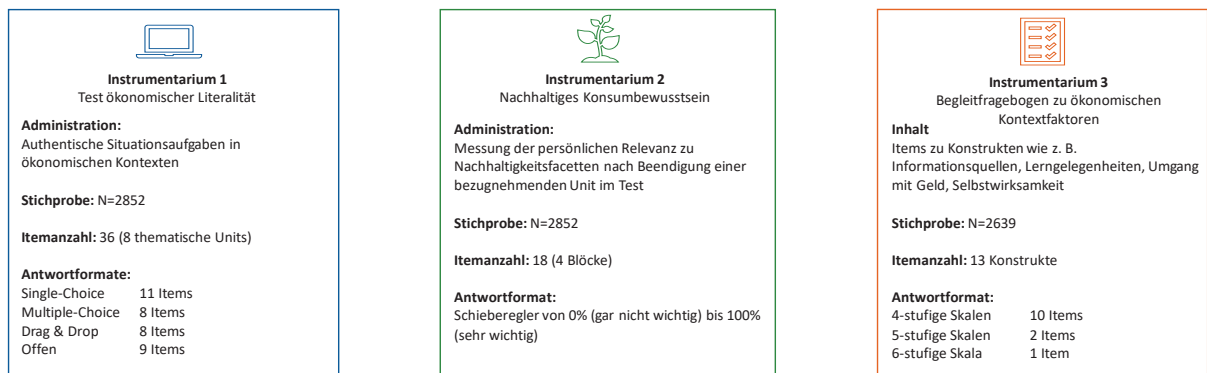 Instrumentarium 1
Test ökonomischer Literalität
Administration:
Authentische Situationsaufgaben in
ökonomischen Kontexten
Stichprobe: N=2852
Itemanzahl: 36 (8 thematische Units)
Antwortformate:
Single-Choice 11 Items
Multiple-Choice 8 Items
Drag & Drop 8 Items
Offen 9 Items
Instrumentarium 2
Nachhaltiges Konsumbewusstsein
Administration:
Messung der persönlichen Relevanz zu
Nachhaltigkeitsfacetten nach Beendigung einer
bezugnehmenden Unit im Test
Stichprobe: N=2852
Itemanzahl: 18 (4 Blöcke)
Antwortformat:
Schieberegler von 0% (gar nicht wichtig) bis 100%
(sehr wichtig)
Instrumentarium 3
Begleitfragebogen zu ökonomischen
Kontextfaktoren
Inhalt
Items zu Konstrukten wie z. B.
Informationsquellen, Lerngelegenheiten, Umgang
mit Geld, Selbstwirksamkeit
Stichprobe: N=2639
Itemanzahl: 13 Konstrukte
Antwortformat:
4-stufige Skalen 10 Items
5-stufige Skalen 2 Items
6-stufige Skala 1 Item